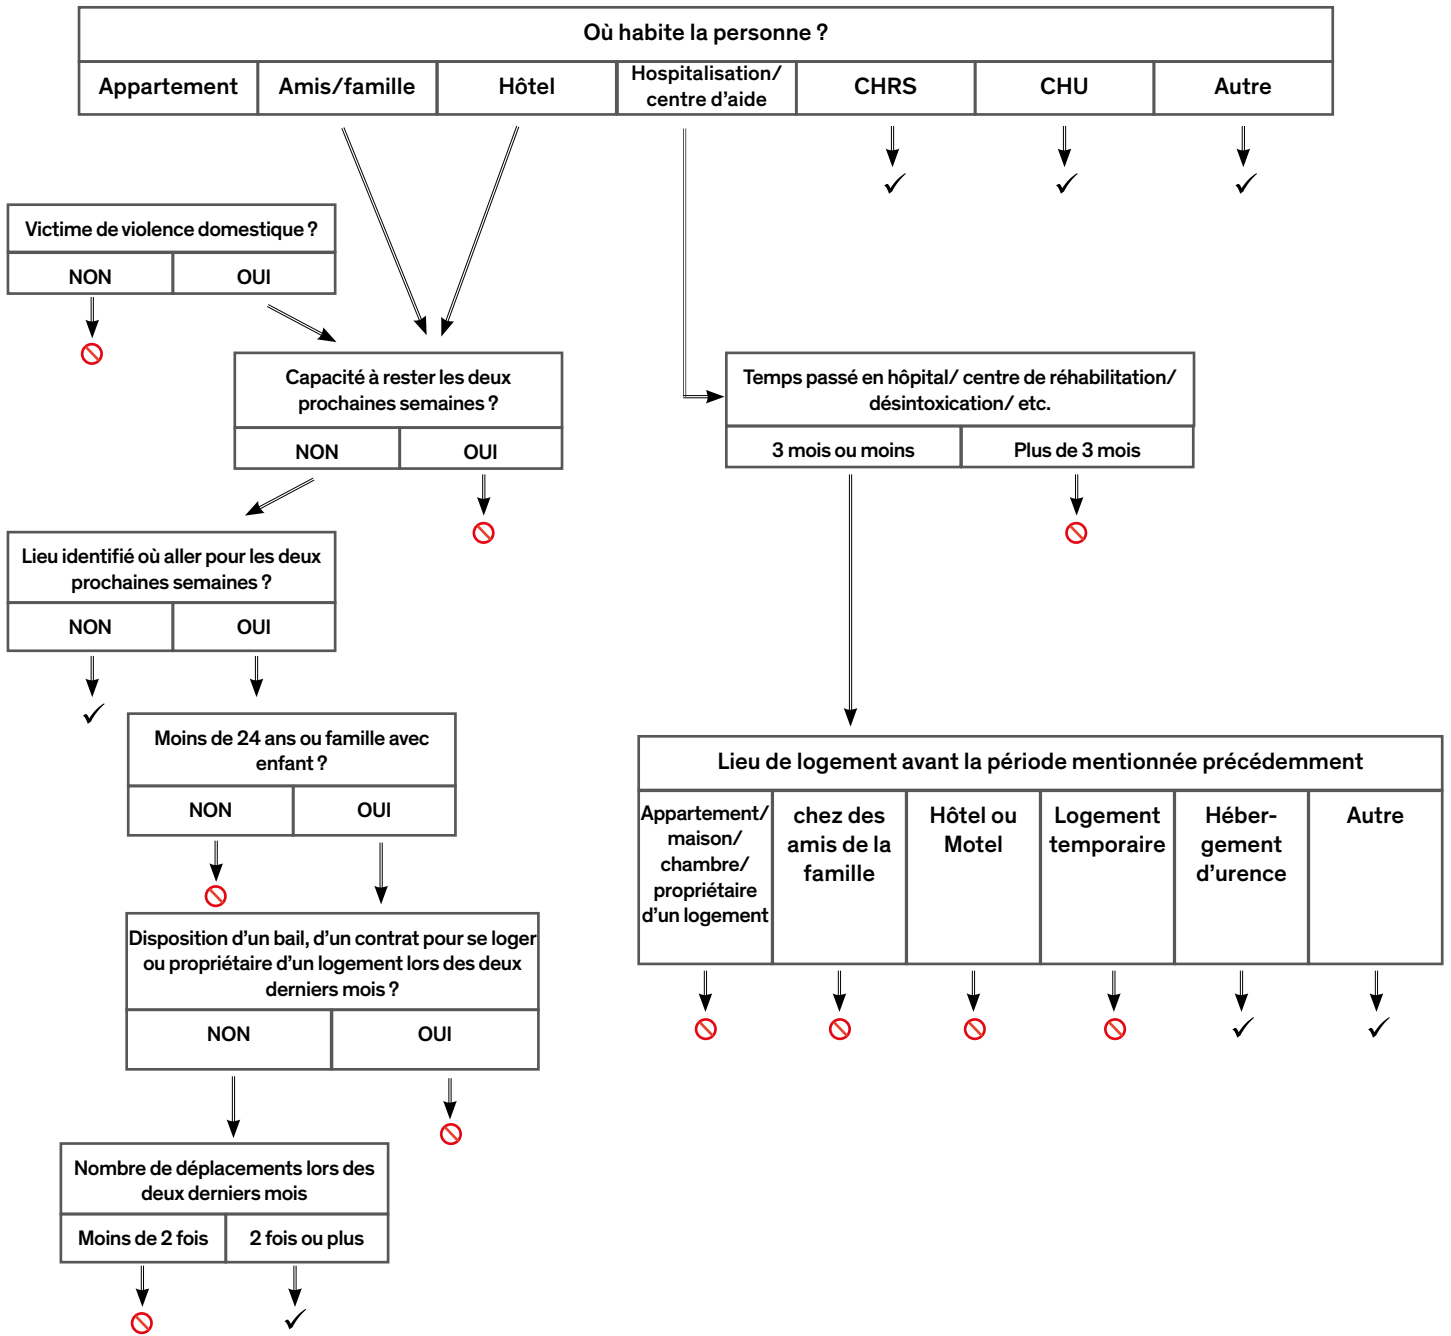 Où habite la personne ?
Appartement
Amis/famille
Hôtel
Hospitalisation/
centre d'aide
CHRS
CHU
Autre
Victime de violence domestique ?
NON
OUI
Capacité à rester les deux
prochaines semaines ?
NON
OUI
Temps passé en hôpital/ centre de réhabilitation/
désintoxication/ etc.
3 mois ou moins
Plus de 3 mois
Lieu identifié où aller pour les deux
prochaines semaines ?
NON
OUI
Moins de 24 ans ou famille avec
enfant ?
NON
OUI
Lieu de logement avant la période mentionnée précédemment
Appartement/
maison/
chambre/
propriétaire
d'un logement
chez des
amis de la
famille
Hôtel ou
Motel
Logement
temporaire
Héber-
gement
d'urence
Autre
Disposition d'un bail, d'un contrat pour se loger
ou propriétaire d'un logement lors des deux
derniers mois ?
NON
OUI
Nombre de déplacements lors des
deux derniers mois
Moins de 2 fois
2 fois ou plus